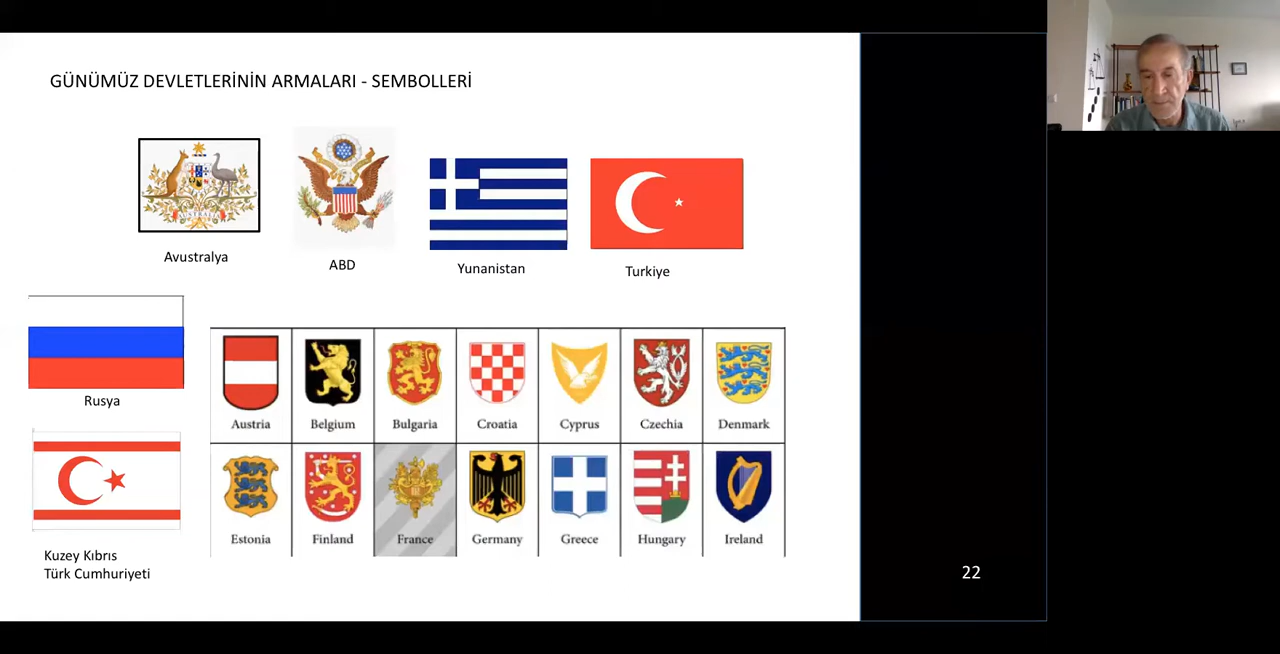 GÜNÜMÜZ DEVLETLERİNİN ARMALARI - SEMBOLLERİ
AUSTRALIA
Avustralya
ABD
Yunanistan
Turkiye
Rusya
Austria
Belgium
Bulgaria
Croatia
Cyprus
Czechia
Denmark
Estonia
Finland
France
Germany
Greece
Hungary
Ireland
Kuzey Kıbrıs
Türk Cumhuriyeti
22